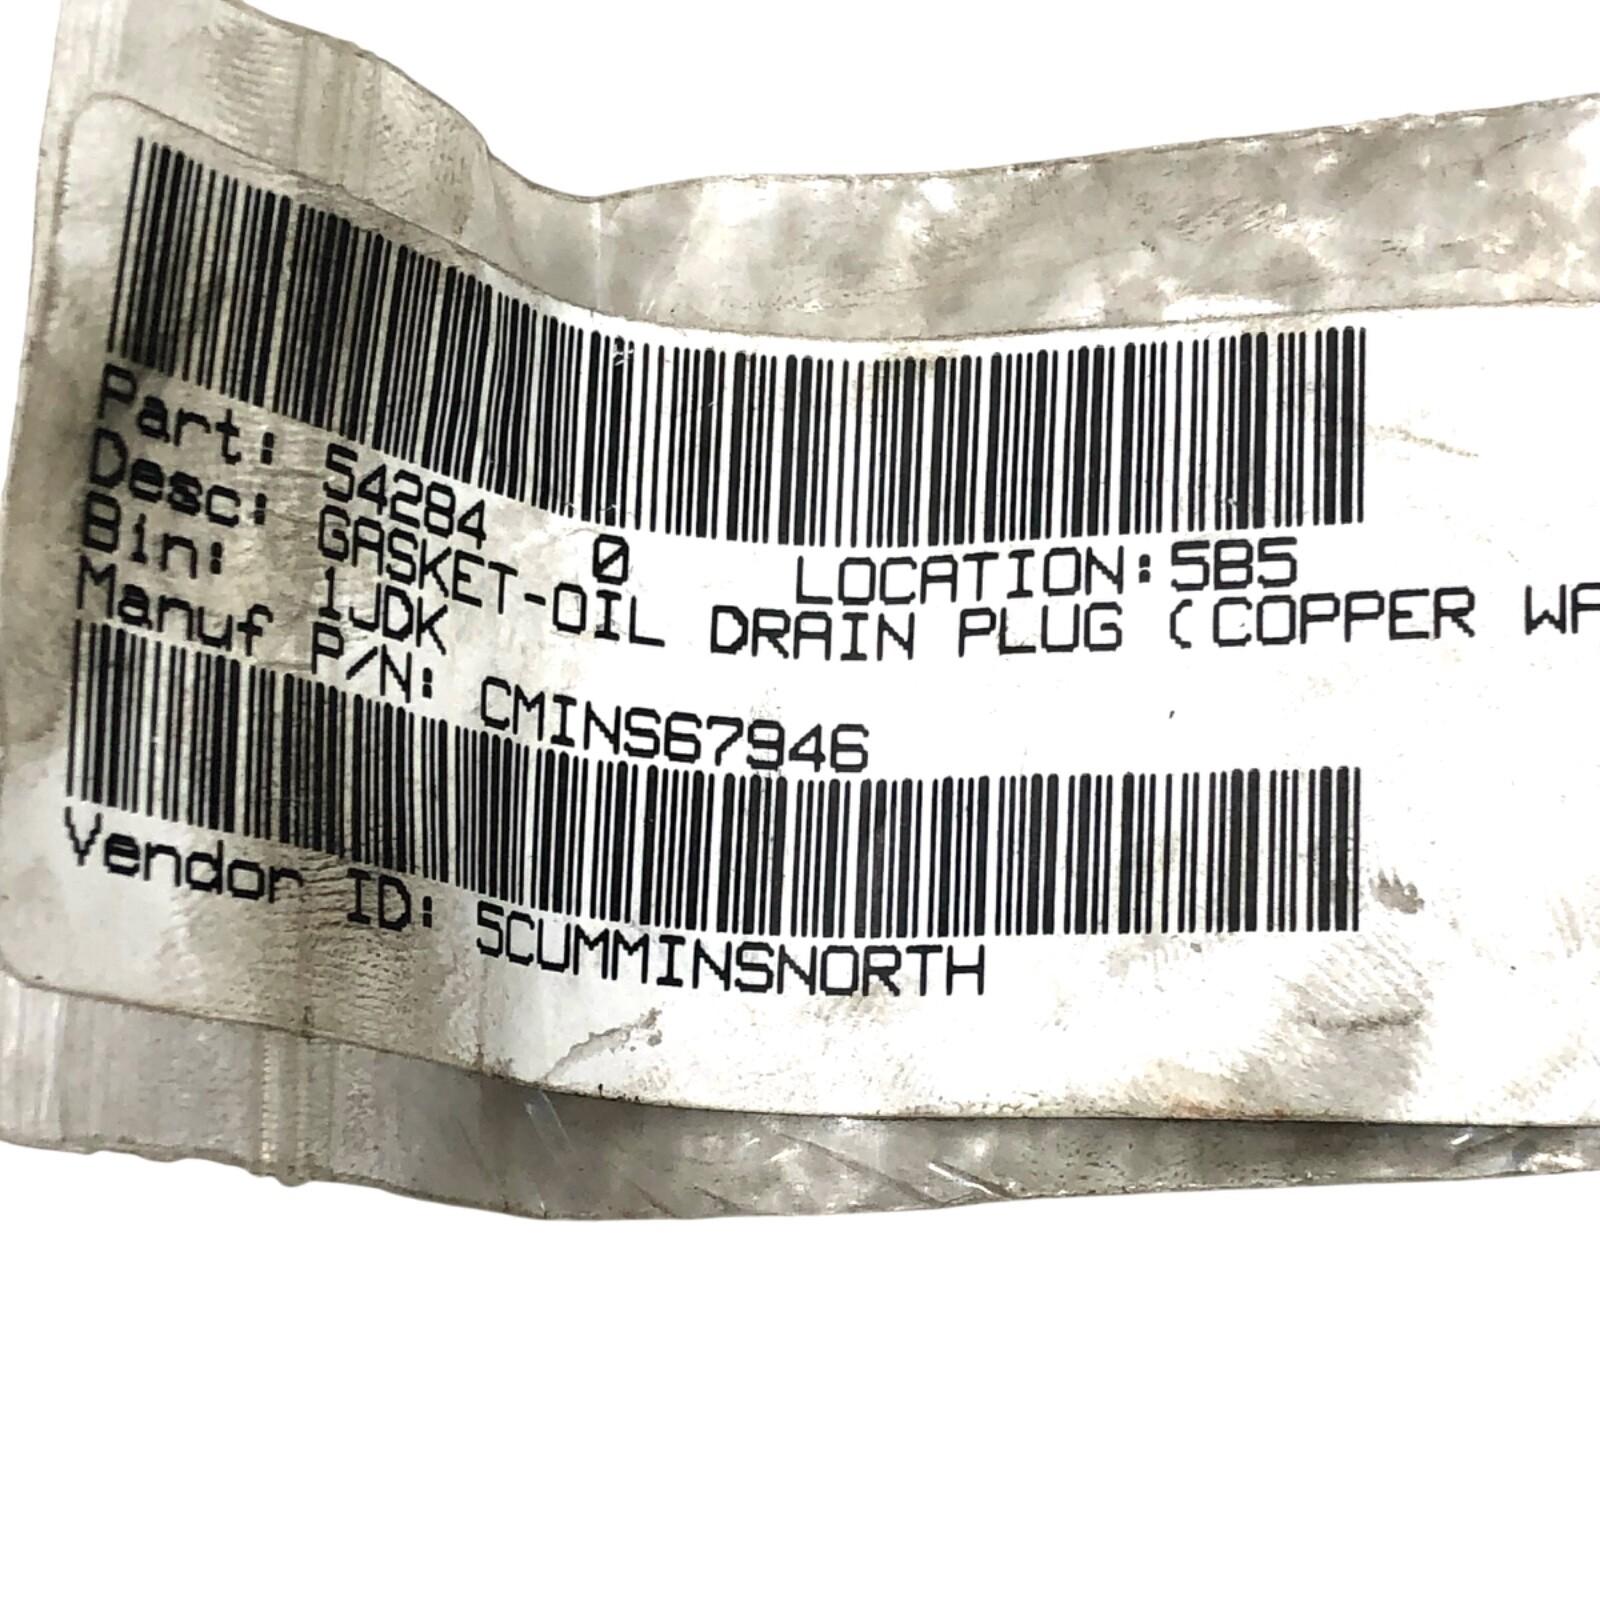 Part: 54284 0 LOCATION:5B5
Desc: GASKET-OIL DRAIN PLUG (COPPER
Bin: 1JDK
Manuf P/N: CMINS67946
Vendor ID: 5CUMMINSNORTH